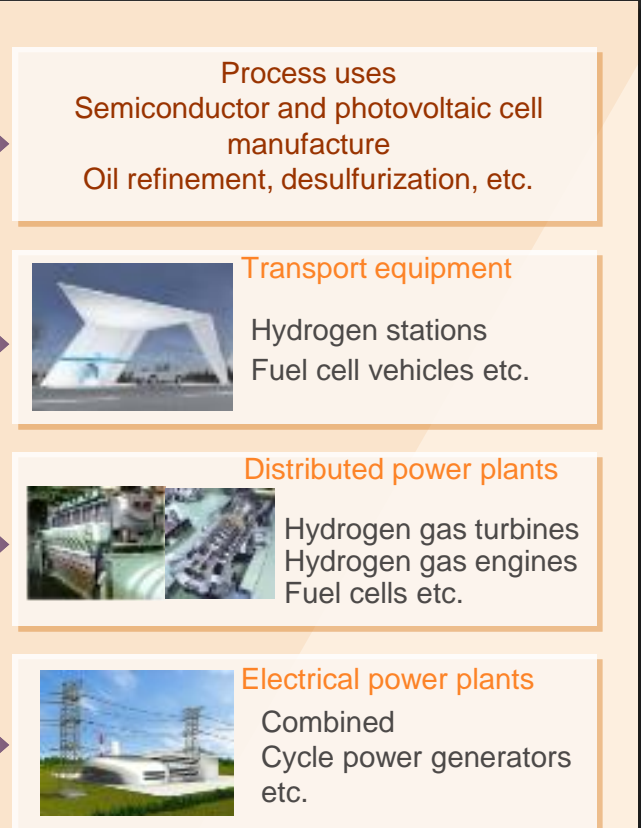 Process uses
Semiconductor and photovoltaic cell
manufacture
Oil refinement, desulfurization, etc.
Transport equipment
Hydrogen stations
Fuel cell vehicles etc.
Distributed power plants
Hydrogen gas turbines
Hydrogen gas engines
Fuel cells etc.
Electrical power plants
Combined
Cycle power generators
etc.